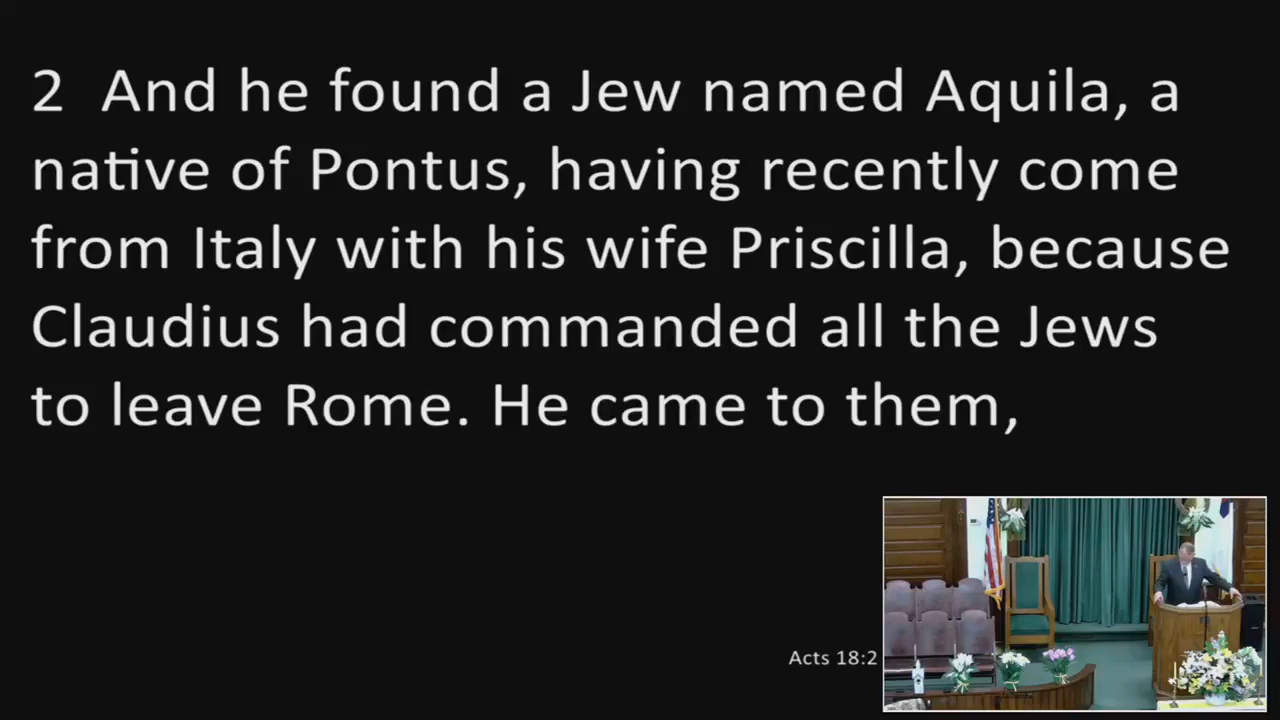 2 And he found a Jew named Aquila, a
native of Pontus, having recently come
from Italy with his wife Priscilla, because
Claudius had commanded all the Jews
to leave Rome. He came to them,
Acts 18:2